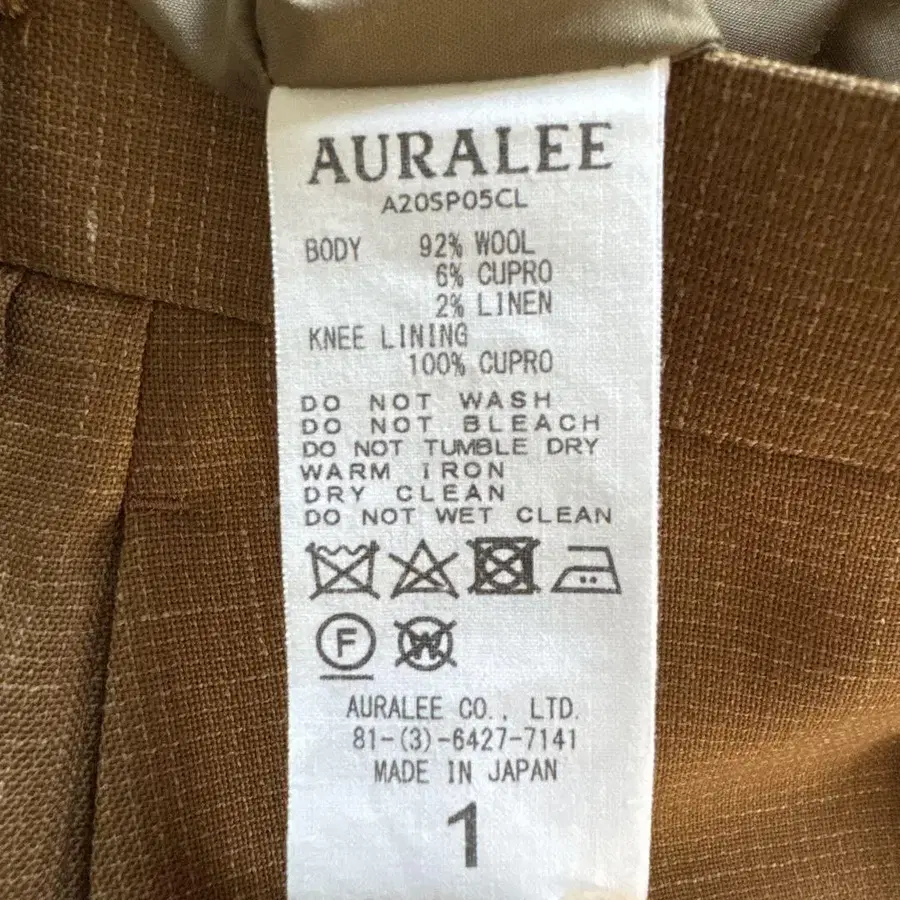 AURALEE
A20SP05CL
BODY 92% WOOL
6% CUPRO
2% LINEN
KNEE LINING
100% CUPRO
DO NOT WASH
DO NOT BLEACH
DO NOT TUMBLE DRY
WARM IRON
DRY CLEAN
DO NOT WET CLEAN
F W
AURALEE CO., LTD.
81-(3)-6427-7141
MADE IN JAPAN
1